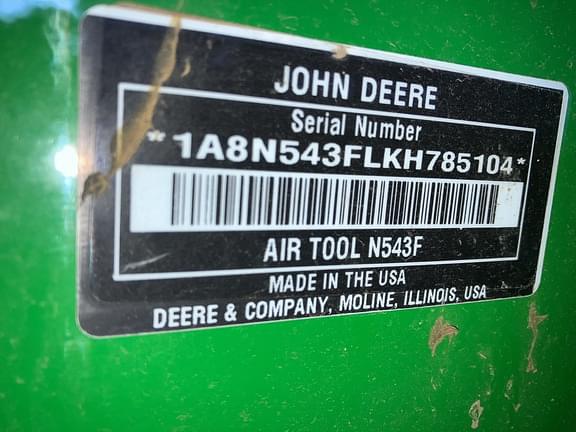 JOHN DEERE
Serial Number
*1A8N543FLKH785104*
AIR TOOL N543F
MADE IN THE USA
DEERE & COMPANY, MOLINE, ILLINOIS, USA